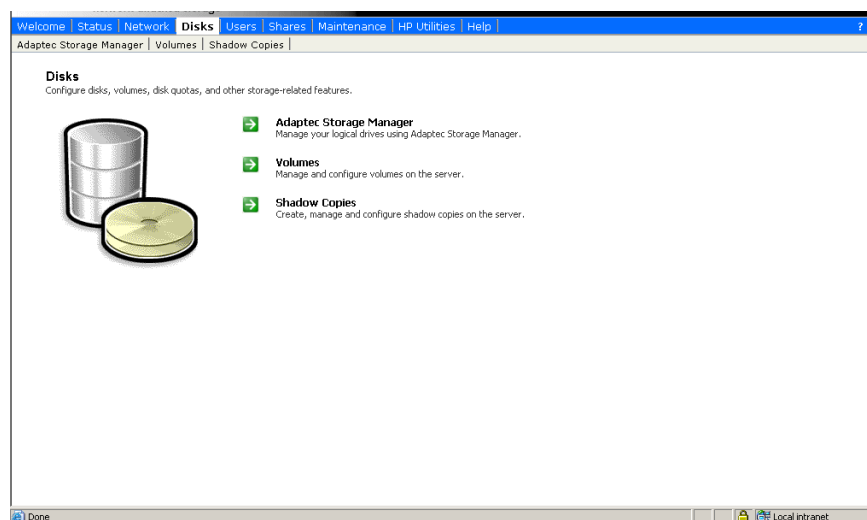 Welcome | Status | Network | Disks | Users | Shares | Maintenance | HP Utilities | Help | ?
Adaptec Storage Manager | Volumes | Shadow Copies |
Disks
Configure disks, volumes, disk quotas, and other storage-related features.
Adaptec Storage Manager
Manage your logical drives using Adaptec Storage Manager.
Volumes
Manage and configure volumes on the server.
Shadow Copies
Create, manage and configure shadow copies on the server.
Done Local intranet